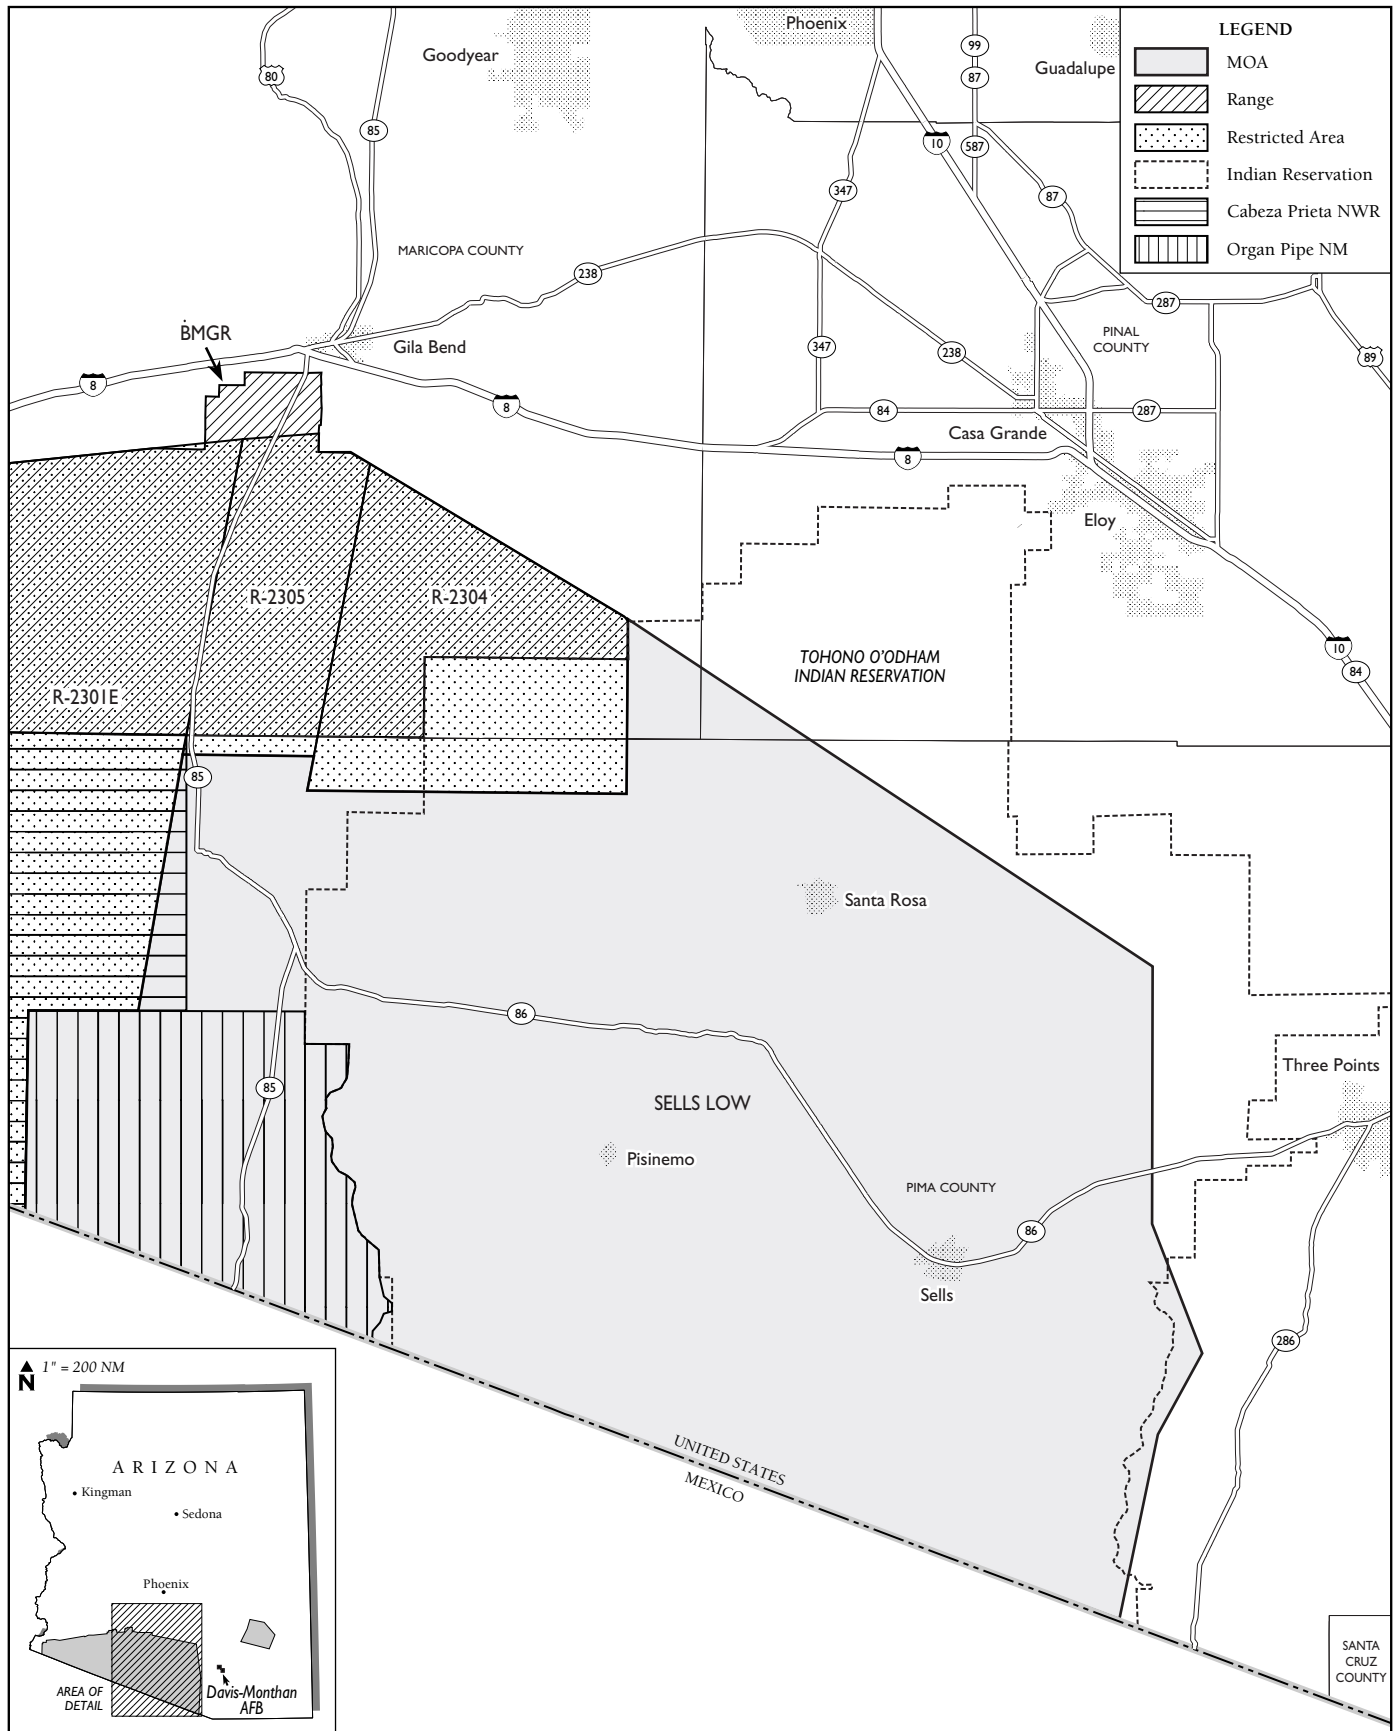 Phoenix
Goodyear
Guadalupe
LEGEND
MOA
Range
Restricted Area
Indian Reservation
Cabeza Prieta NWR
Organ Pipe NM
80
85
99
87
10
587
347
87
MARICOPA COUNTY
238
287
BMGR
Gila Bend
347
238
PINAL
COUNTY
89
8
8
84
287
Casa Grande
8
Eloy
R-2305
R-2304
R-2301E
TOHONO O'ODHAM
INDIAN RESERVATION
10
84
85
Santa Rosa
86
85
Three Points
SELLS LOW
Pisinemo
PIMA COUNTY
86
Sells
286
UNITED STATES
MEXICO
1" = 200 NM
N
ARIZONA
Kingman
Sedona
Phoenix
AREA OF
DETAIL
Davis-Monthan
AFB
SANTA
CRUZ
COUNTY